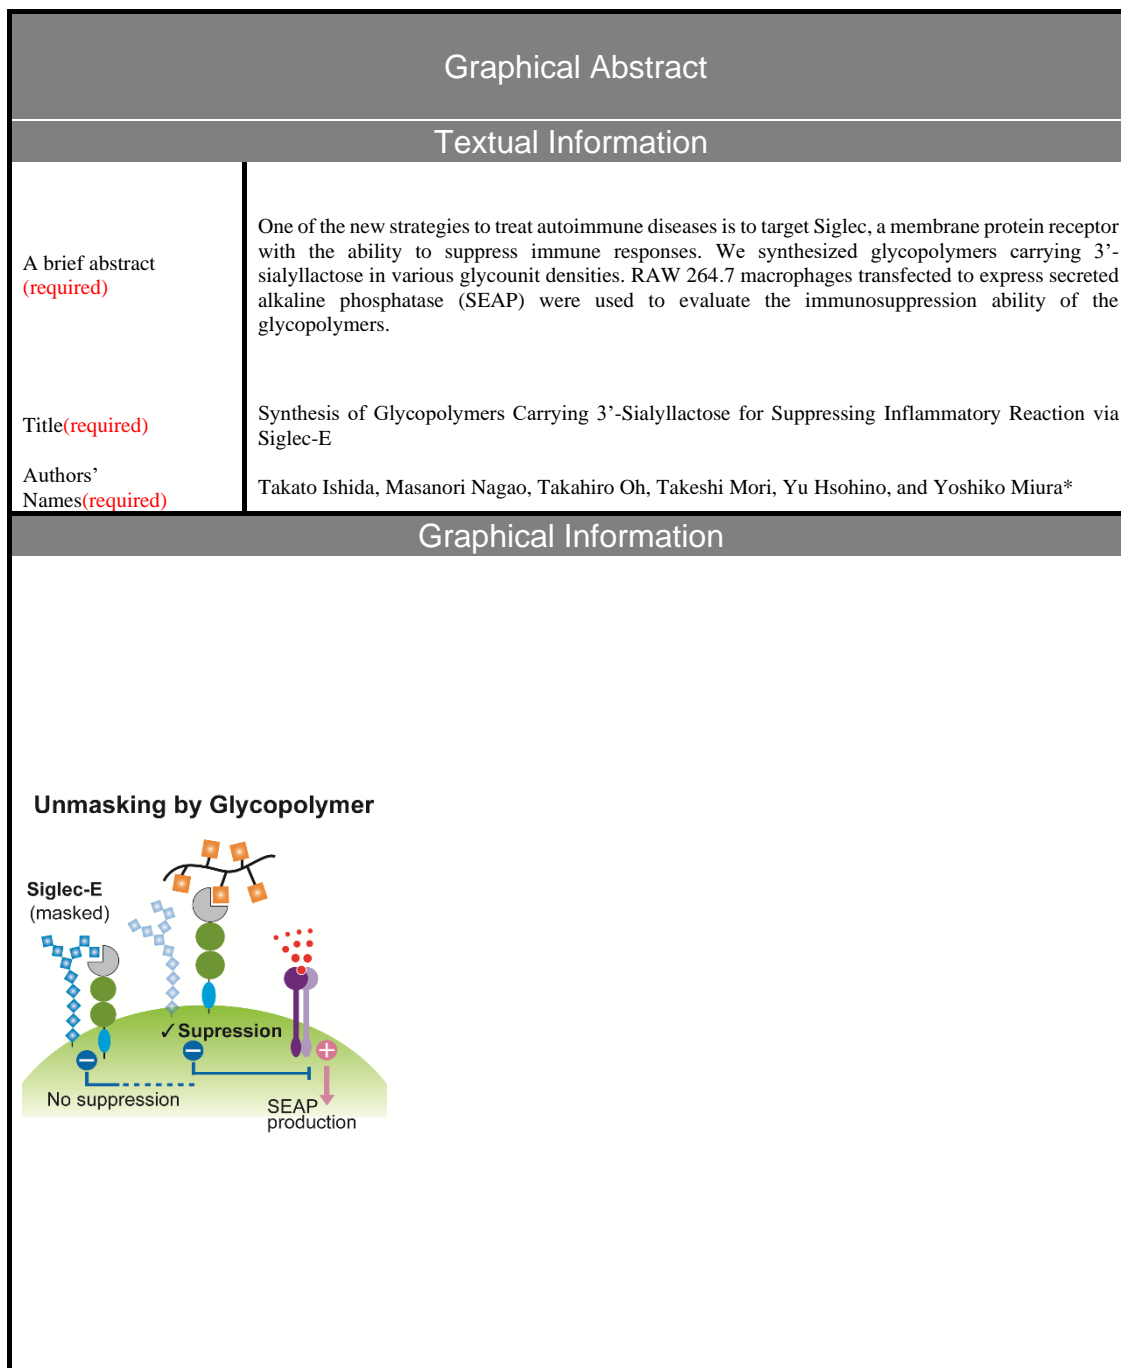 Graphical Abstract
Textual Information
A brief abstract
(required)
One of the new strategies to treat autoimmune diseases is to target Siglec, a membrane protein receptor
with the ability to suppress immune responses. We synthesized glycopolymers carrying 3’-
sialyllactose in various glycounit densities. RAW 264.7 macrophages transfected to express secreted
alkaline phosphatase (SEAP) were used to evaluate the immunosuppression ability of the
glycopolymers.
Title(required)
Synthesis of Glycopolymers Carrying 3’-Sialyllactose for Suppressing Inflammatory Reaction via
Siglec-E
Authors’
Names(required)
Takato Ishida, Masanori Nagao, Takahiro Oh, Takeshi Mori, Yu Hsohino, and Yoshiko Miura*
Graphical Information
Unmasking by Glycopolymer
Siglec-E
(masked)
✓Supression
No suppression
SEAP
production